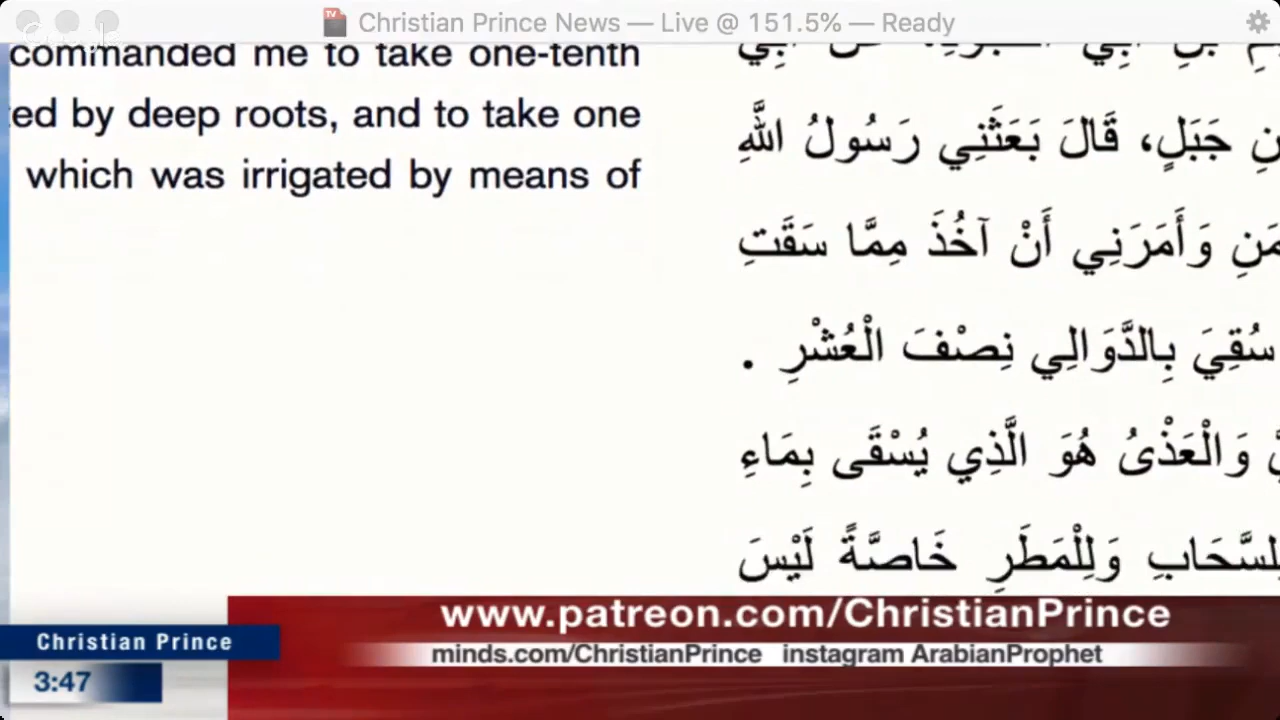 Christian Prince News — Live @ 151.5% — Ready
commanded me to take one-tenth
ed by deep roots, and to take one
which was irrigated by means of
نِ جَبَلٍ، قَالَ بَعَثَنِي رَسُولُ اللَّهِ
مَنِ وَأَمَرَنِي أَنْ آخُذَ مِمَّا سَقَتِ
سُقِيَ بِالدَّوَالِي نِصْفَ الْعُشْرِ .
وَالْعَذْىُ هُوَ الَّذِي يُسْقَى بِمَاءِ
لِلسَّحَابِ وَلِلْمَطَرِ خَاصَّةً لَيْسَ
www.patreon.com/ChristianPrince
minds.com/ChristianPrince instagram ArabianProphet
Christian Prince
3:47